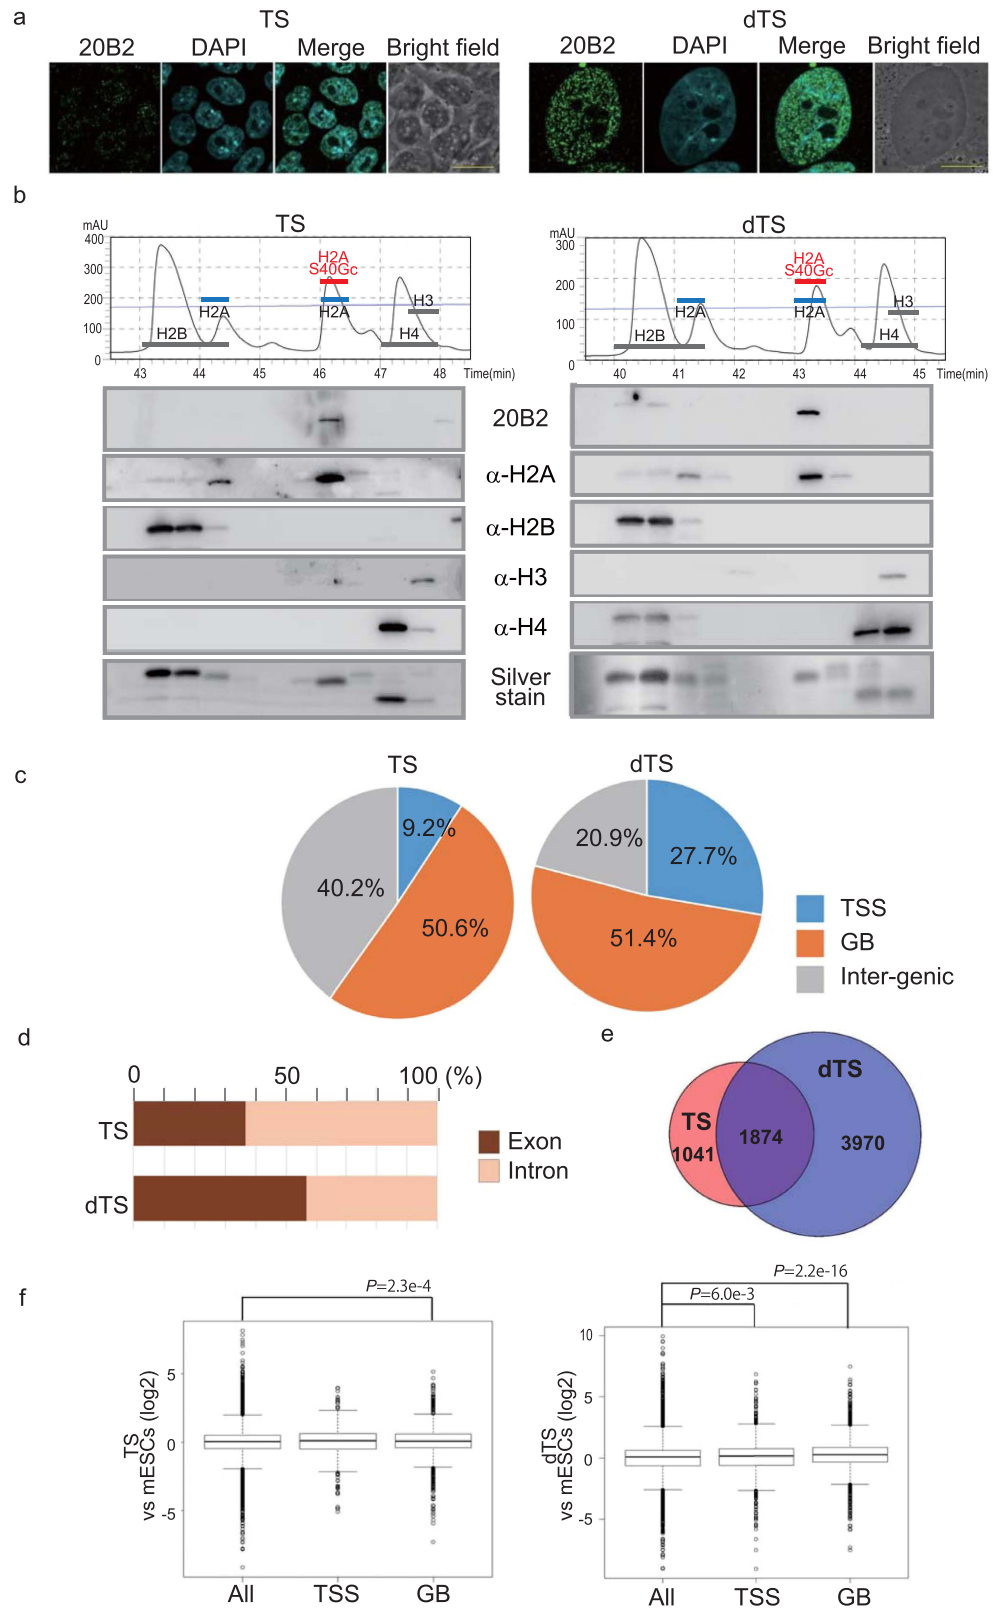 a
TS
dTS
20B2 DAPI Merge Bright field
20B2 DAPI Merge Bright field
b
TS
mAU
400
300
200
100
0
H2A
S40Gc
H2A
H2A
H3
H2B
H4
43 44 45 46 47 48 Time(min)
dTS
mAU
300
200
100
0
H2A
S40Gc
H2A
H2A
H3
H2B
H4
40 41 42 43 44 45 Time(min)
20B2
α-H2A
α-H2B
α-H3
α-H4
Silver
stain
c
TS
dTS
9.2%
40.2%
50.6%
20.9%
27.7%
51.4%
TSS
GB
Inter-genic
d
0 50 100 (%)
TS
dTS
Exon
Intron
e
TS
1041
1874
dTS
3970
f
P=2.3e-4
5
0
-5
TS
vs mESCs (log2)
All TSS GB
P=2.2e-16
P=6.0e-3
10
5
0
-5
dTS
vs mESCs (log2)
All TSS GB